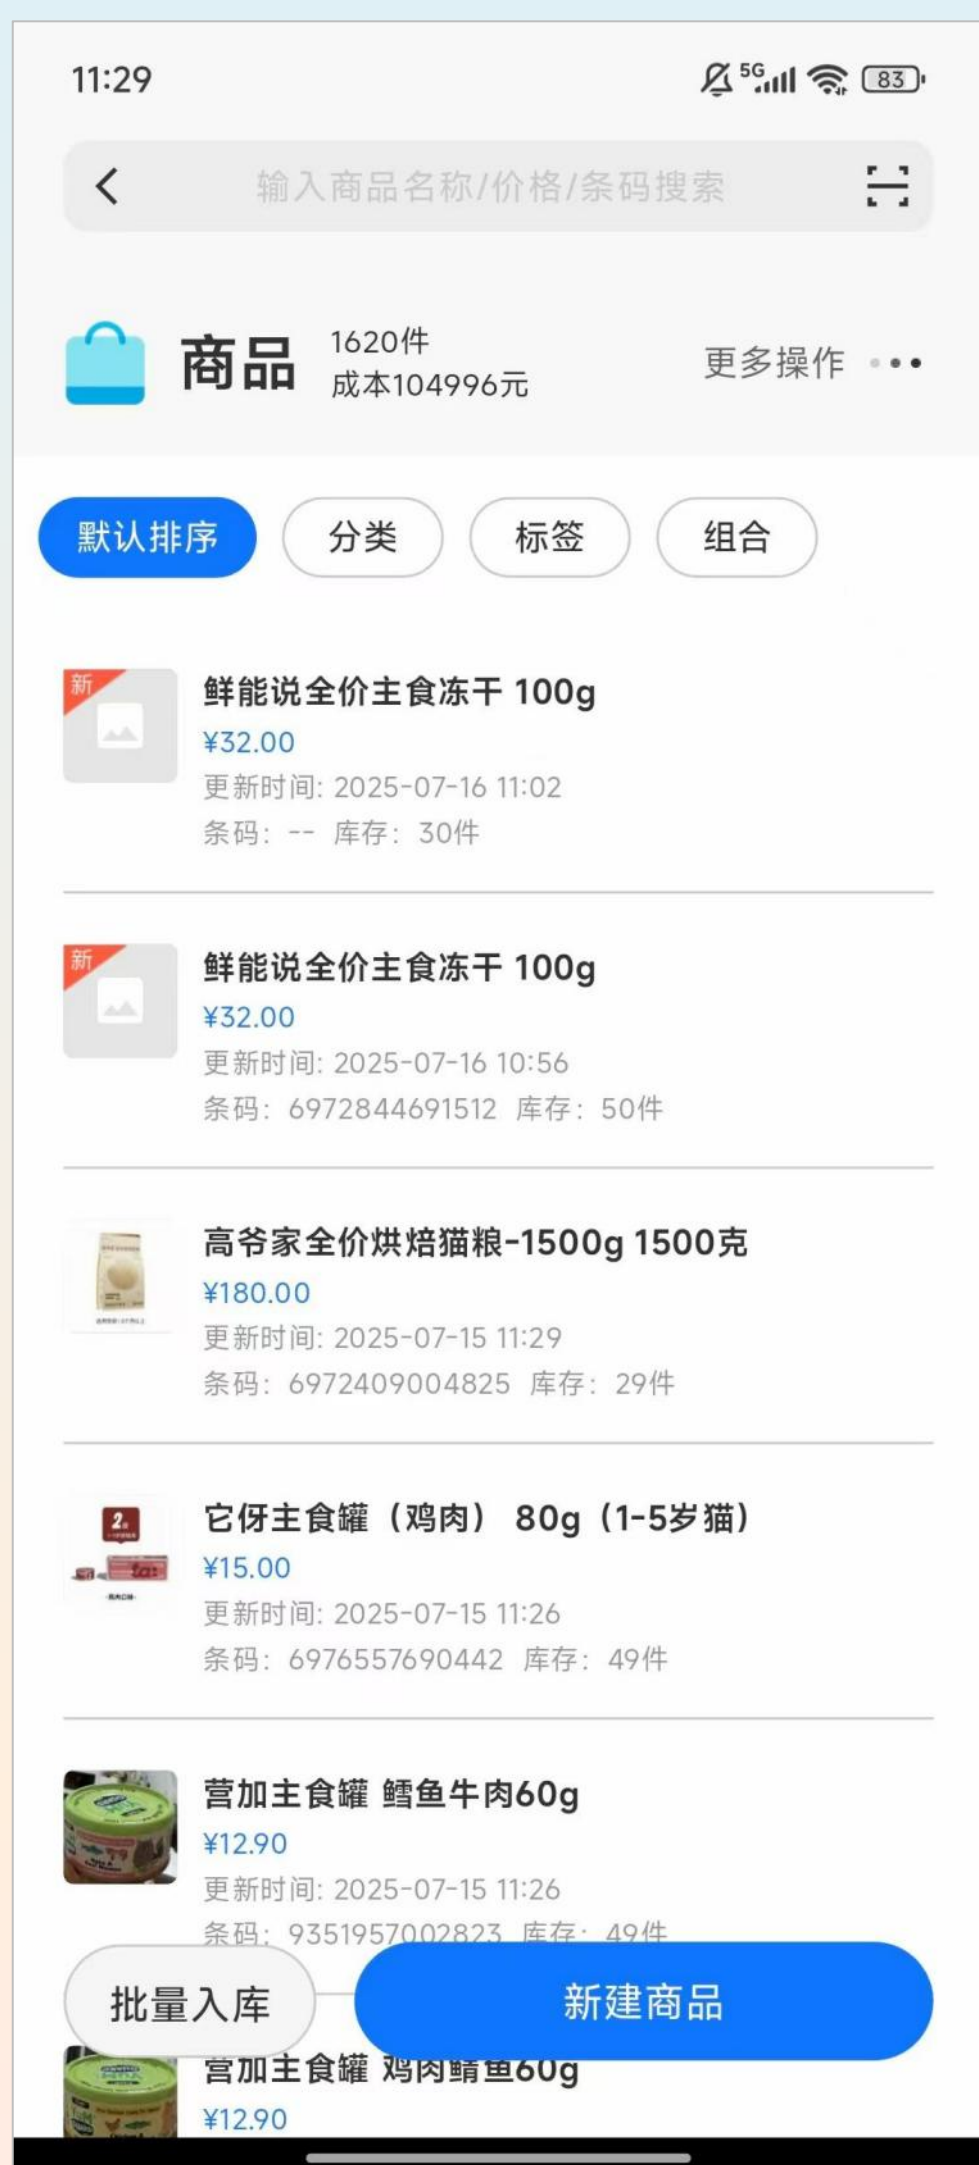 11:29
5G
83
输入商品名称/价格/条码搜索
商品
1620件
成本104996元
更多操作
默认排序
分类
标签
组合
新
鲜能说全价主食冻干 100g
¥32.00
更新时间: 2025-07-16 11:02
条码: -- 库存: 30件
新
鲜能说全价主食冻干 100g
¥32.00
更新时间: 2025-07-16 10:56
条码: 6972844691512 库存: 50件
高爷家全价烘焙猫粮-1500g 1500克
¥180.00
更新时间: 2025-07-15 11:29
条码: 6972409004825 库存: 29件
它伢主食罐（鸡肉） 80g（1-5岁猫）
¥15.00
更新时间: 2025-07-15 11:26
条码: 6976557690442 库存: 49件
营加主食罐 鳕鱼牛肉60g
¥12.90
更新时间: 2025-07-15 11:26
条码: 9351957002823 库存: 49件
批量入库
新建商品
营加主食罐 鸡肉鲭鱼60g
¥12.90